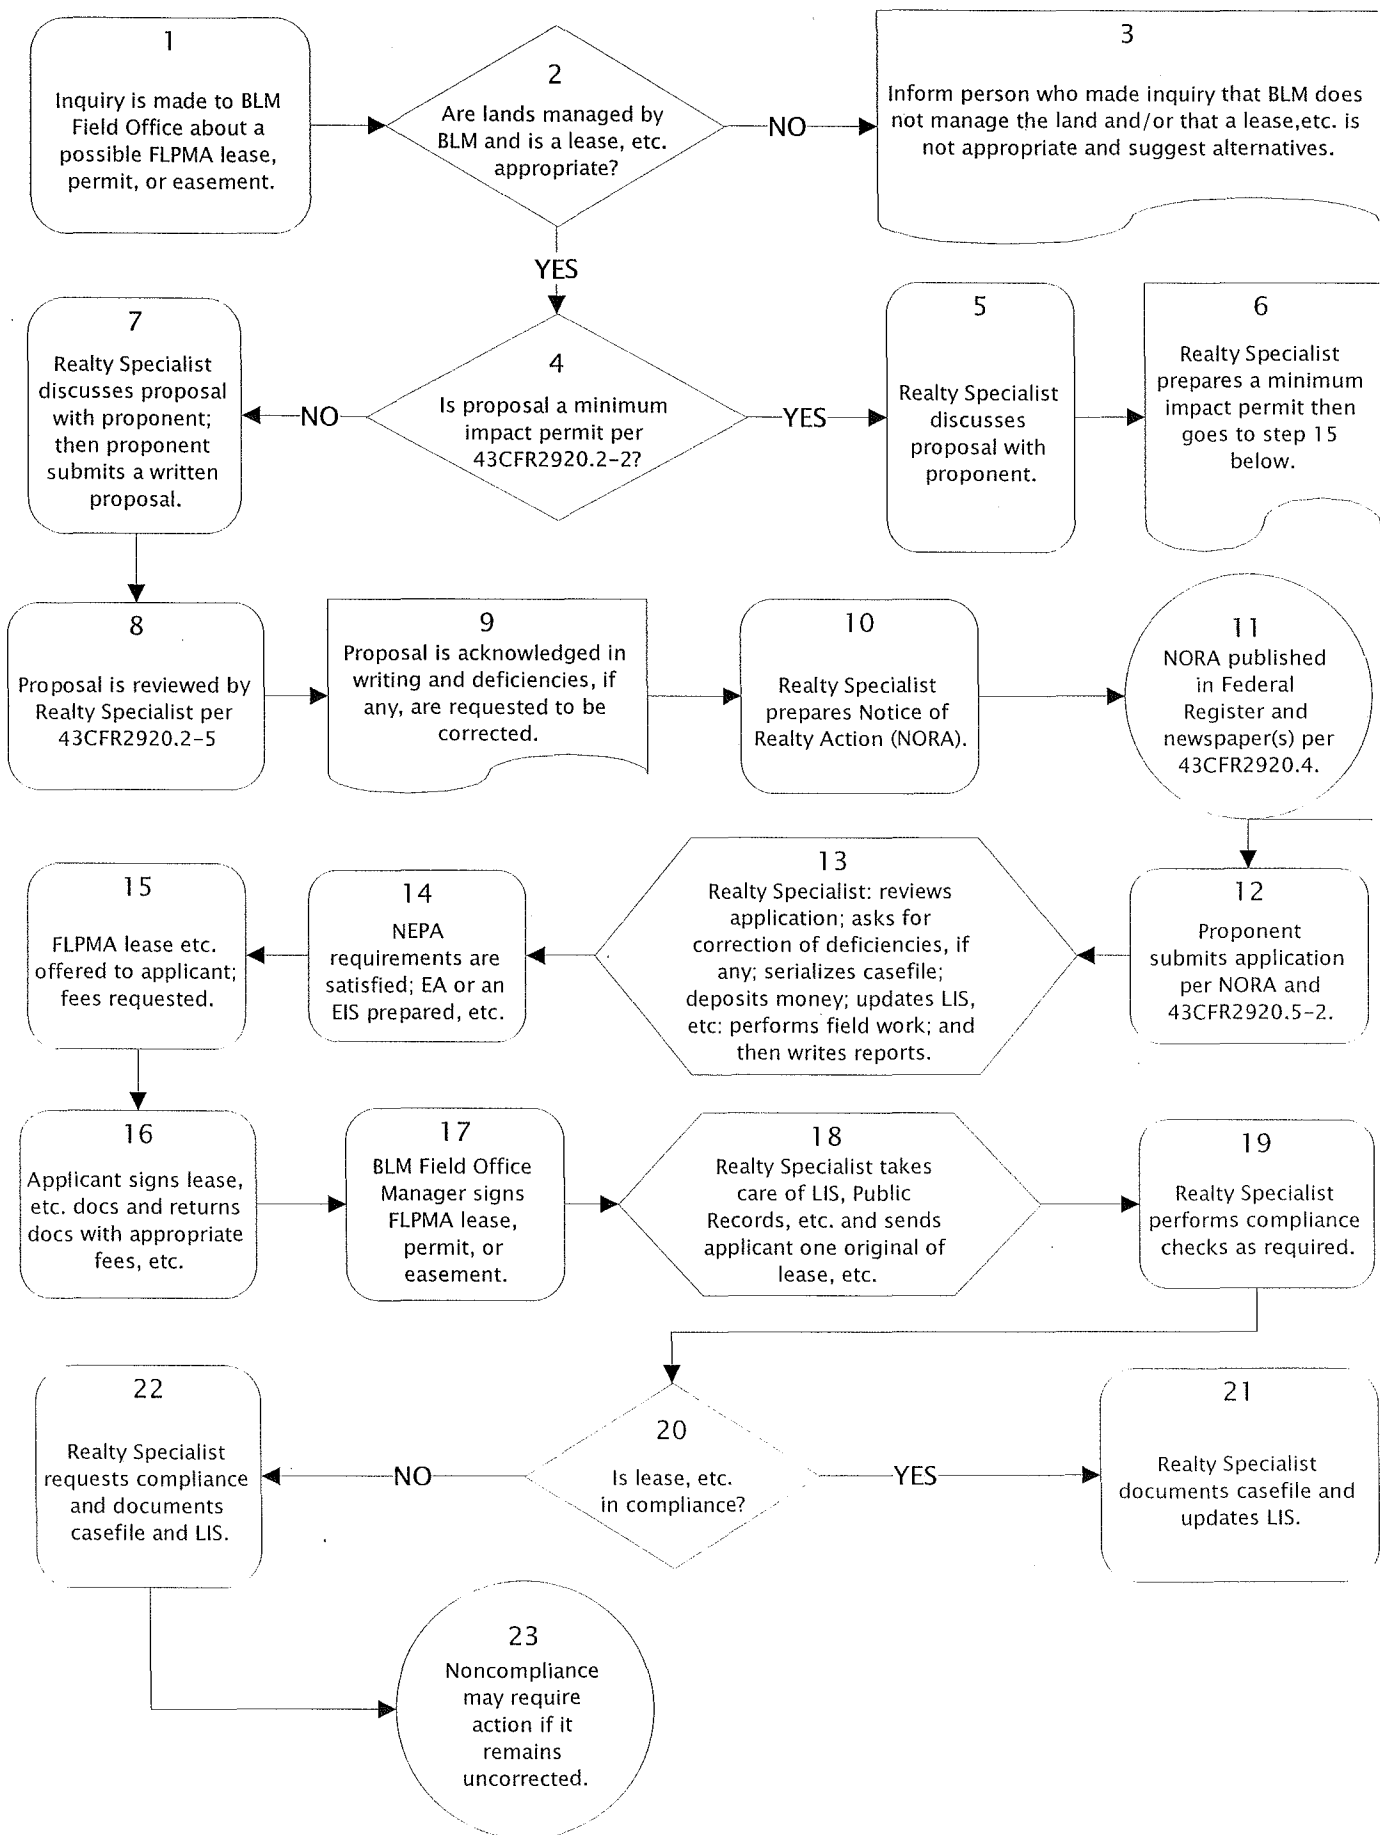 1
Inquiry is made to BLM
Field Office about a
possible FLPMA lease,
permit, or easement.
2
Are lands managed by
BLM and is a lease, etc.
appropriate?
NO
3
Inform person who made inquiry that BLM does
not manage the land and/or that a lease,etc. is
not appropriate and suggest alternatives.
YES
4
Is proposal a minimum
impact permit per
43CFR2920.2-2?
YES
5
Realty Specialist
discusses
proposal with
proponent.
6
Realty Specialist
prepares a minimum
impact permit then
goes to step 15
below.
NO
7
Realty Specialist
discusses proposal
with proponent;
then proponent
submits a written
proposal.
8
Proposal is reviewed by
Realty Specialist per
43CFR2920.2-5
9
Proposal is acknowledged in
writing and deficiencies, if
any, are requested to be
corrected.
10
Realty Specialist
prepares Notice of
Realty Action (NORA).
11
NORA published
in Federal
Register and
newspaper(s) per
43CFR2920.4.
12
Proponent
submits application
per NORA and
43CFR2920.5-2.
13
Realty Specialist: reviews
application; asks for
correction of deficiencies, if
any; serializes casefile;
deposits money; updates LIS,
etc: performs field work; and
then writes reports.
14
NEPA
requirements are
satisfied; EA or an
EIS prepared, etc.
15
FLPMA lease etc.
offered to applicant;
fees requested.
16
Applicant signs lease,
etc. docs and returns
docs with appropriate
fees, etc.
17
BLM Field Office
Manager signs
FLPMA lease,
permit, or
easement.
18
Realty Specialist takes
care of LIS, Public
Records, etc. and sends
applicant one original of
lease, etc.
19
Realty Specialist
performs compliance
checks as required.
20
Is lease, etc.
in compliance?
YES
21
Realty Specialist
documents casefile and
updates LIS.
NO
22
Realty Specialist
requests compliance
and documents
casefile and LIS.
23
Noncompliance
may require
action if it
remains
uncorrected.